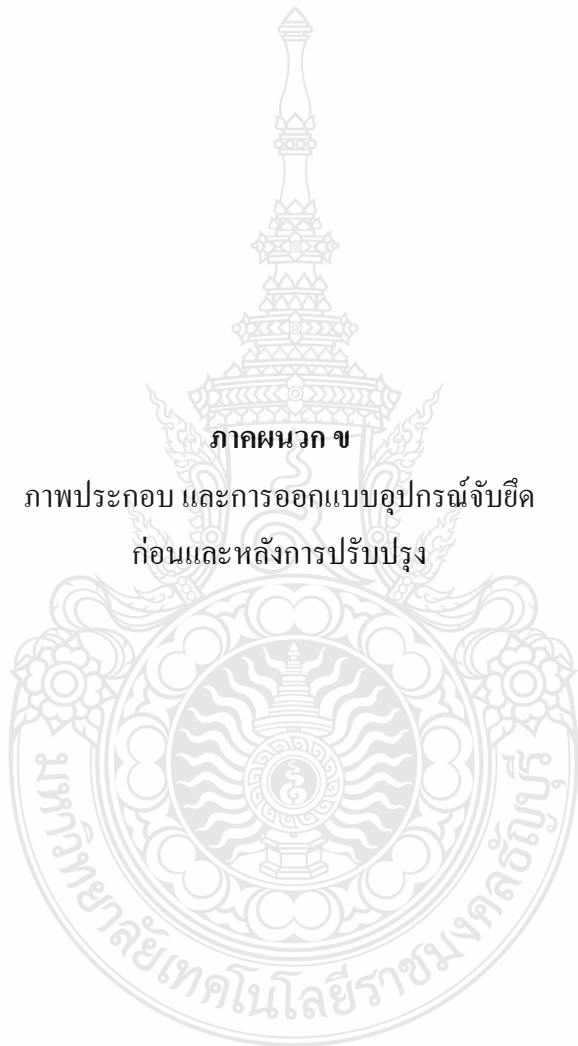 ภาคผนวก ข
ภาพประกอบ และการออกแบบอุปกรณ์จับยึด
ก่อนและหลังการปรับปรุง
มหาวิทยาลัยเทคโนโลยีราชมงคลธัญบุรี